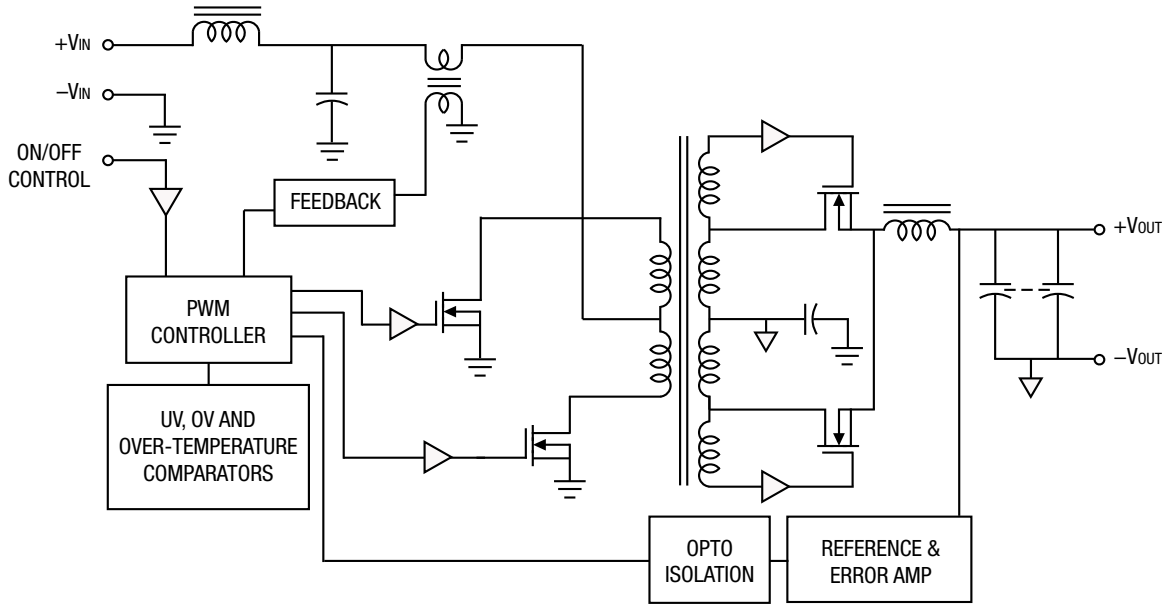 +VIN
−VIN
ON/OFF
CONTROL
FEEDBACK
PWM
CONTROLLER
UV, OV AND
OVER-TEMPERATURE
COMPARATORS
+VOUT
−VOUT
OPTO
ISOLATION
REFERENCE &
ERROR AMP